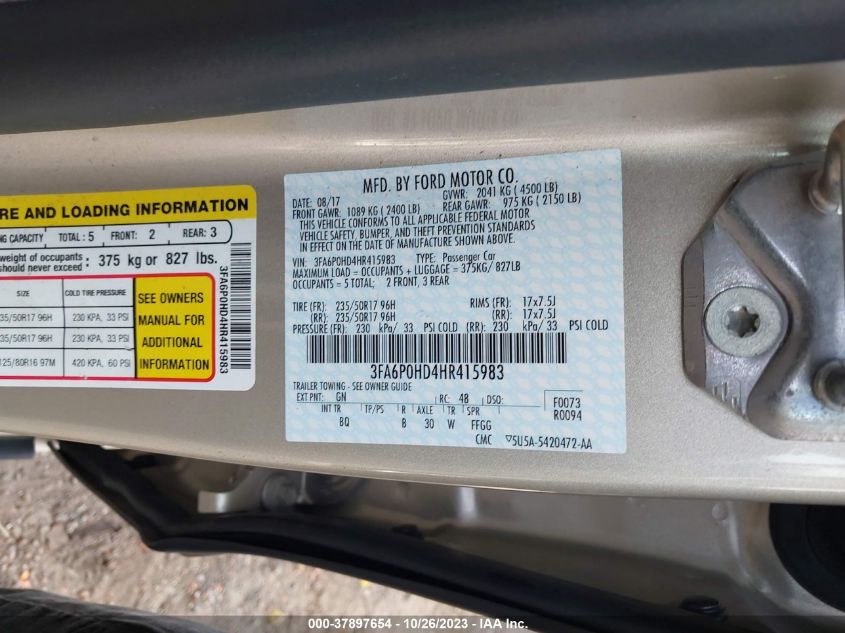 RE AND LOADING INFORMATION
NG CAPACITY TOTAL: 5 FRONT: 2 REAR: 3
weight of occupants
should never exceed : 375 kg or 827 lbs.
SIZE COLD TIRE PRESSURE
35/50R17 96H 230 KPA, 33 PSI
35/50R17 96H 230 KPA, 33 PSI
125/80R16 97M 420 KPA, 60 PSI
SEE OWNERS
MANUAL FOR
ADDITIONAL
INFORMATION
3FA6P0HD4HR415983
MFD. BY FORD MOTOR CO.
DATE: 08/17 GVWR: 2041 KG ( 4500 LB)
FRONT GAWR: 1089 KG ( 2400 LB) REAR GAWR: 975 KG ( 2150 LB)
THIS VEHICLE CONFORMS TO ALL APPLICABLE FEDERAL MOTOR
VEHICLE SAFETY, BUMPER, AND THEFT PREVENTION STANDARDS
IN EFFECT ON THE DATE OF MANUFACTURE SHOWN ABOVE.
VIN: 3FA6P0HD4HR415983 TYPE: Passenger Car
MAXIMUM LOAD = OCCUPANTS + LUGGAGE = 375KG/ 827LB
OCCUPANTS = 5 TOTAL; 2 FRONT, 3 REAR
TIRE (FR): 235/50R17 96H RIMS (FR): 17x7.5J
(RR): 235/50R17 96H (RR): 17x7.5J
PRESSURE (FR): 230 kPa/ 33 PSI COLD (RR): 230 kPa/ 33 PSI COLD
3FA6P0HD4HR415983
TRAILER TOWING - SEE OWNER GUIDE
EXT PNT: GN RC: 48 DSO:
F0073
R0094
INT TR TP/PS R AXLE TR SPR
BQ B 30 W FFGG
CMC ▽5U5A-5420472-AA
000-37897654 - 10/26/2023 - IAA Inc.